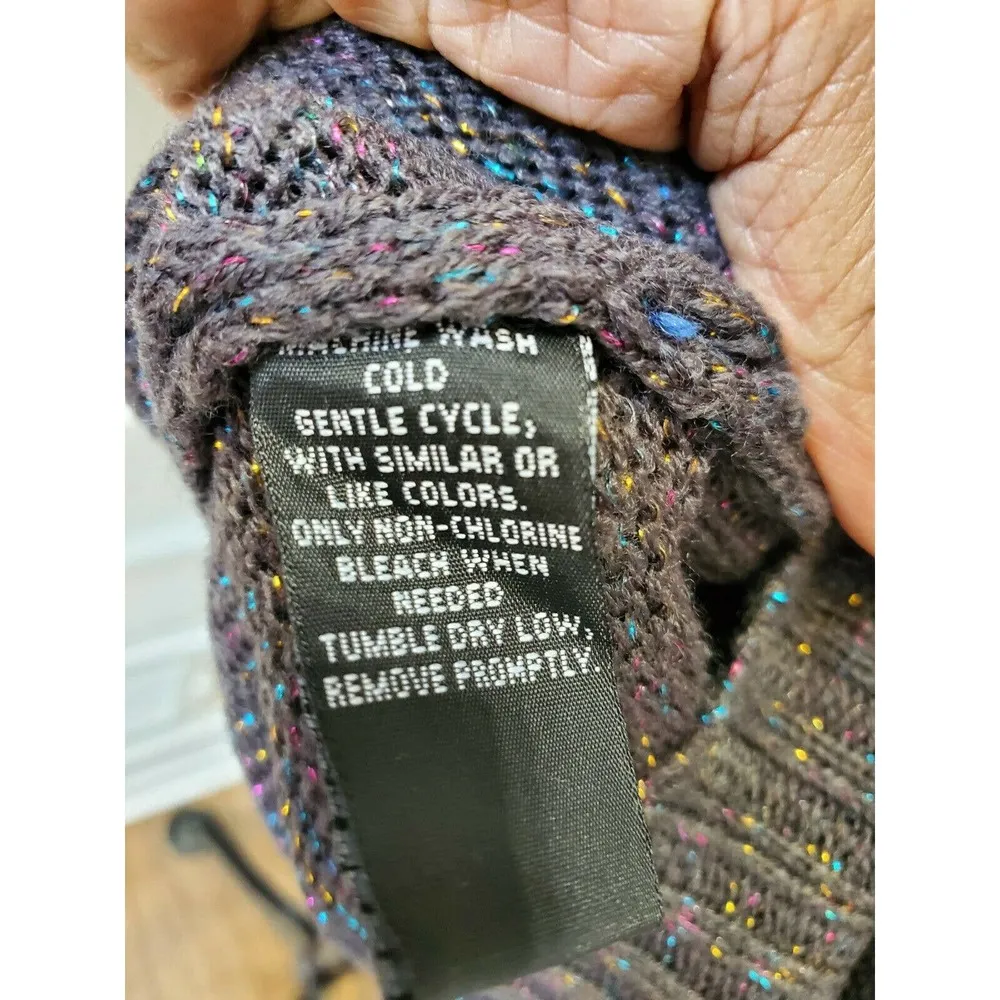 MACHINE WASH
COLD
GENTLE CYCLE,
WITH SIMILAR OR
LIKE COLORS.
ONLY NON-CHLORINE
BLEACH WHEN
NEEDED
TUMBLE DRY LOW,
REMOVE PROMPTLY.